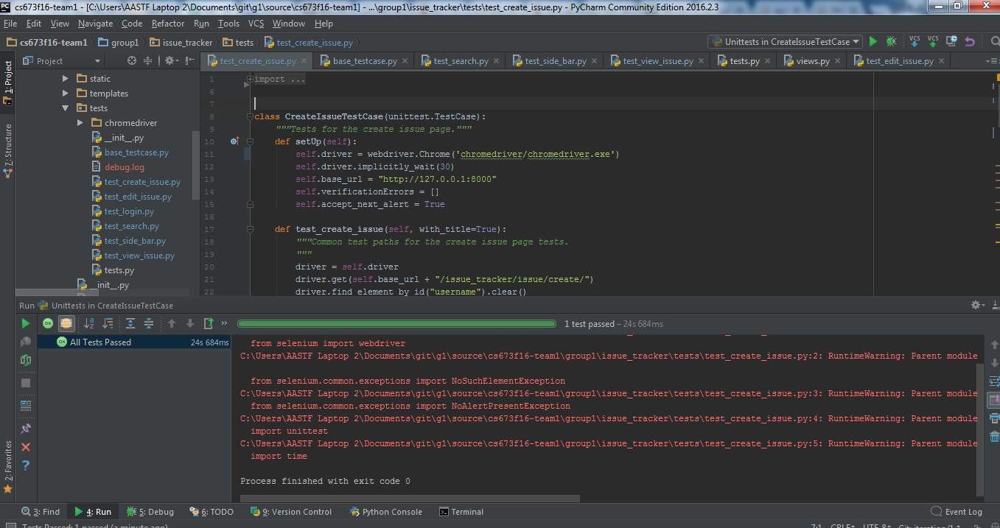 cs673f16-team1 - [C:\Users\AASTF Laptop 2\Documents\git\g1\source\cs673f16-team1] - ...\group1\issue_tracker\tests\test_create_issue.py - PyCharm Community Edition 2016.2.3
File Edit View Navigate Code Refactor Run Tools VCS Window Help
cs673f16-team1 group1 issue_tracker tests test_create_issue.py Unittests in CreateIssueTestCase VCS VCS
Project test_create_issue.py base_testcase.py test_search.py test_side_bar.py test_view_issue.py tests.py views.py test_edit_issue.py
1: Project
7: Structure
2: Favorites
static
templates
tests
chromedriver
__init__.py
base_testcase.py
debug.log
test_create_issue.py
test_edit_issue.py
test_login.py
test_search.py
test_side_bar.py
test_view_issue.py
tests.py
__init__.py
1 import ...
6
7
8 class CreateIssueTestCase(unittest.TestCase):
9 """Tests for the create issue page."""
10 def setUp(self):
11 self.driver = webdriver.Chrome('chromedriver/chromedriver.exe')
12 self.driver.implicitly_wait(30)
13 self.base_url = "http://127.0.0.1:8000"
14 self.verificationErrors = []
15 self.accept_next_alert = True
16
17 def test_create_issue(self, with_title=True):
18 """Common test paths for the create issue page tests.
19 """
20 driver = self.driver
21 driver.get(self.base_url + "/issue_tracker/issue/create/")
22 driver.find_element_by_id("username").clear()
Run Unittests in CreateIssueTestCase
1 test passed – 24s 684ms
All Tests Passed 24s 684ms
from selenium import webdriver
C:\Users\AASTF Laptop 2\Documents\git\g1\source\cs673f16-team1\group1\issue_tracker\tests\test_create_issue.py:2: RuntimeWarning: Parent module
from selenium.common.exceptions import NoSuchElementException
C:\Users\AASTF Laptop 2\Documents\git\g1\source\cs673f16-team1\group1\issue_tracker\tests\test_create_issue.py:3: RuntimeWarning: Parent module
from selenium.common.exceptions import NoAlertPresentException
C:\Users\AASTF Laptop 2\Documents\git\g1\source\cs673f16-team1\group1\issue_tracker\tests\test_create_issue.py:4: RuntimeWarning: Parent module
import unittest
C:\Users\AASTF Laptop 2\Documents\git\g1\source\cs673f16-team1\group1\issue_tracker\tests\test_create_issue.py:5: RuntimeWarning: Parent module
import time
Process finished with exit code 0
3: Find 4: Run 5: Debug 6: TODO 9: Version Control Python Console Terminal Event Log
Tests Passed: 1 passed (a minute ago) 7:1 CRLF UTF-8